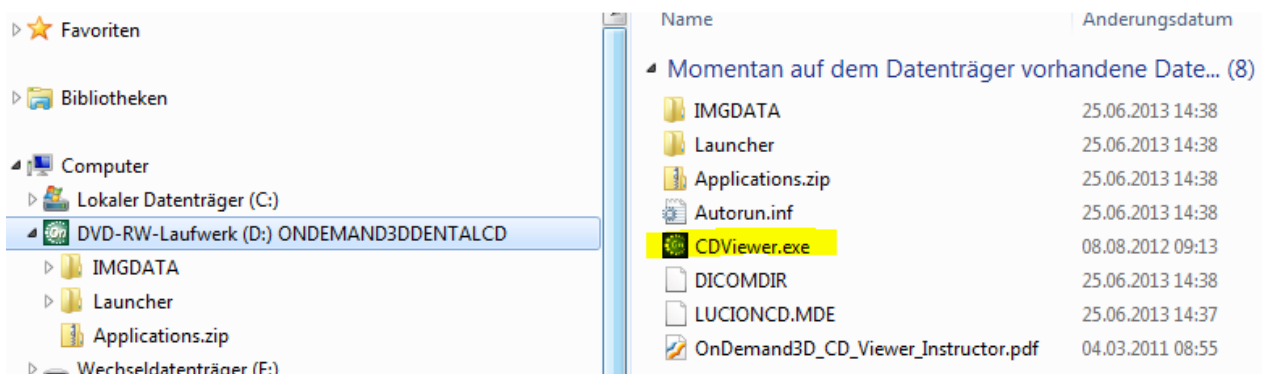 Favoriten
Bibliotheken
Computer
Lokaler Datenträger (C:)
DVD-RW-Laufwerk (D:) ONDEMAND3DDENTALCD
IMGDATA
Launcher
Applications.zip
Wechseldatenträger (F:)
Name Änderungsdatum
Momentan auf dem Datenträger vorhandene Date... (8)
IMGDATA 25.06.2013 14:38
Launcher 25.06.2013 14:38
Applications.zip 25.06.2013 14:38
Autorun.inf 25.06.2013 14:38
CDViewer.exe 08.08.2012 09:13
DICOMDIR 25.06.2013 14:38
LUCIONCD.MDE 25.06.2013 14:37
OnDemand3D_CD_Viewer_Instructor.pdf 04.03.2011 08:55